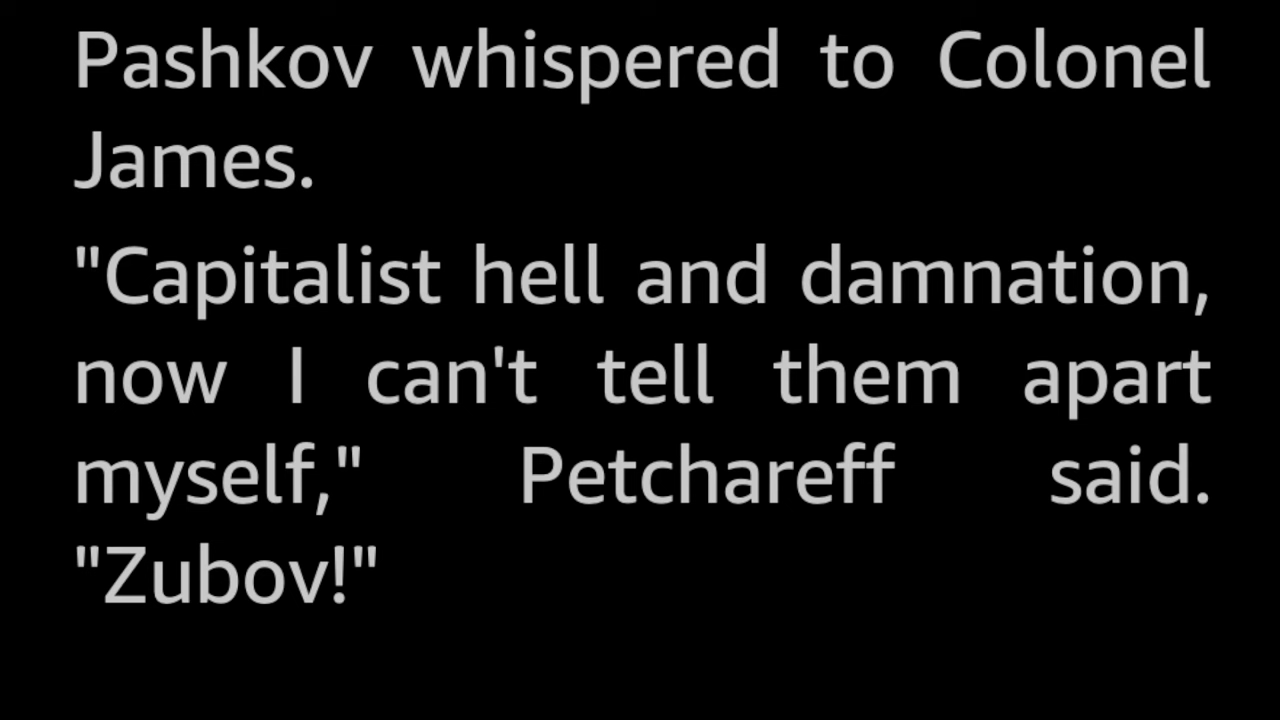 Pashkov whispered to Colonel
James.
"Capitalist hell and damnation,
now I can't tell them apart
myself," Petchareff said.
"Zubov!"